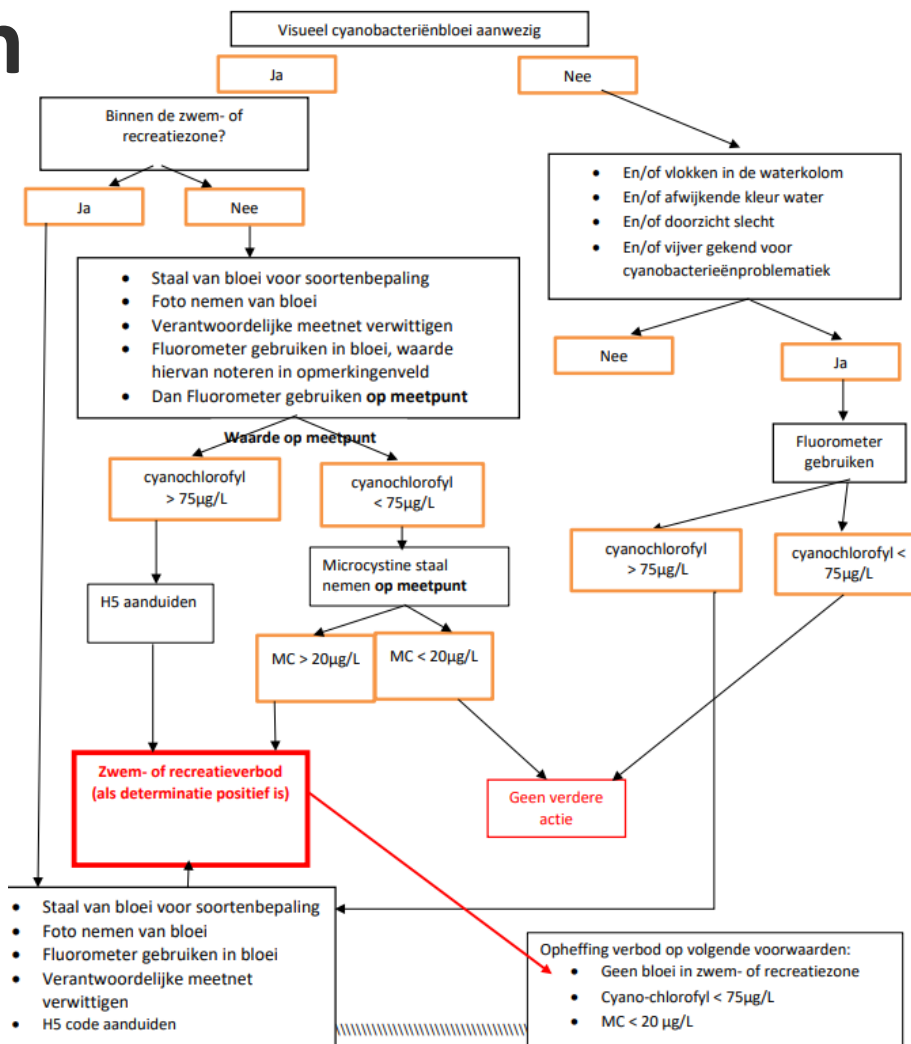 n
Visueel cyanobacteriënbloei aanwezig
Ja
Nee
Binnen de zwem- of
recreatiezone?
Ja
Nee
• En/of vlokken in de waterkolom
• En/of afwijkende kleur water
• En/of doorzicht slecht
• En/of vijver gekend voor
cyanobacterieënproblematiek
• Staal van bloei voor soortenbepaling
• Foto nemen van bloei
• Verantwoordelijke meetnet verwittigen
• Fluorometer gebruiken in bloei, waarde
hiervan noteren in opmerkingenveld
• Dan Fluorometer gebruiken op meetpunt
Nee
Ja
Waarde op meetpunt
Fluorometer
gebruiken
cyanochlorofyl
> 75µg/L
cyanochlorofyl
< 75µg/L
cyanochlorofyl
> 75µg/L
cyanochlorofyl <
75µg/L
Microcystine staal
nemen op meetpunt
H5 aanduiden
MC > 20µg/L
MC < 20µg/L
Zwem- of recreatieverbod
(als determinatie positief is)
Geen verdere
actie
• Staal van bloei voor soortenbepaling
• Foto nemen van bloei
• Fluorometer gebruiken in bloei
• Verantwoordelijke meetnet
verwittigen
• H5 code aanduiden
Opheffing verbod op volgende voorwaarden:
• Geen bloei in zwem- of recreatiezone
• Cyano-chlorofyl < 75µg/L
• MC < 20 µg/L